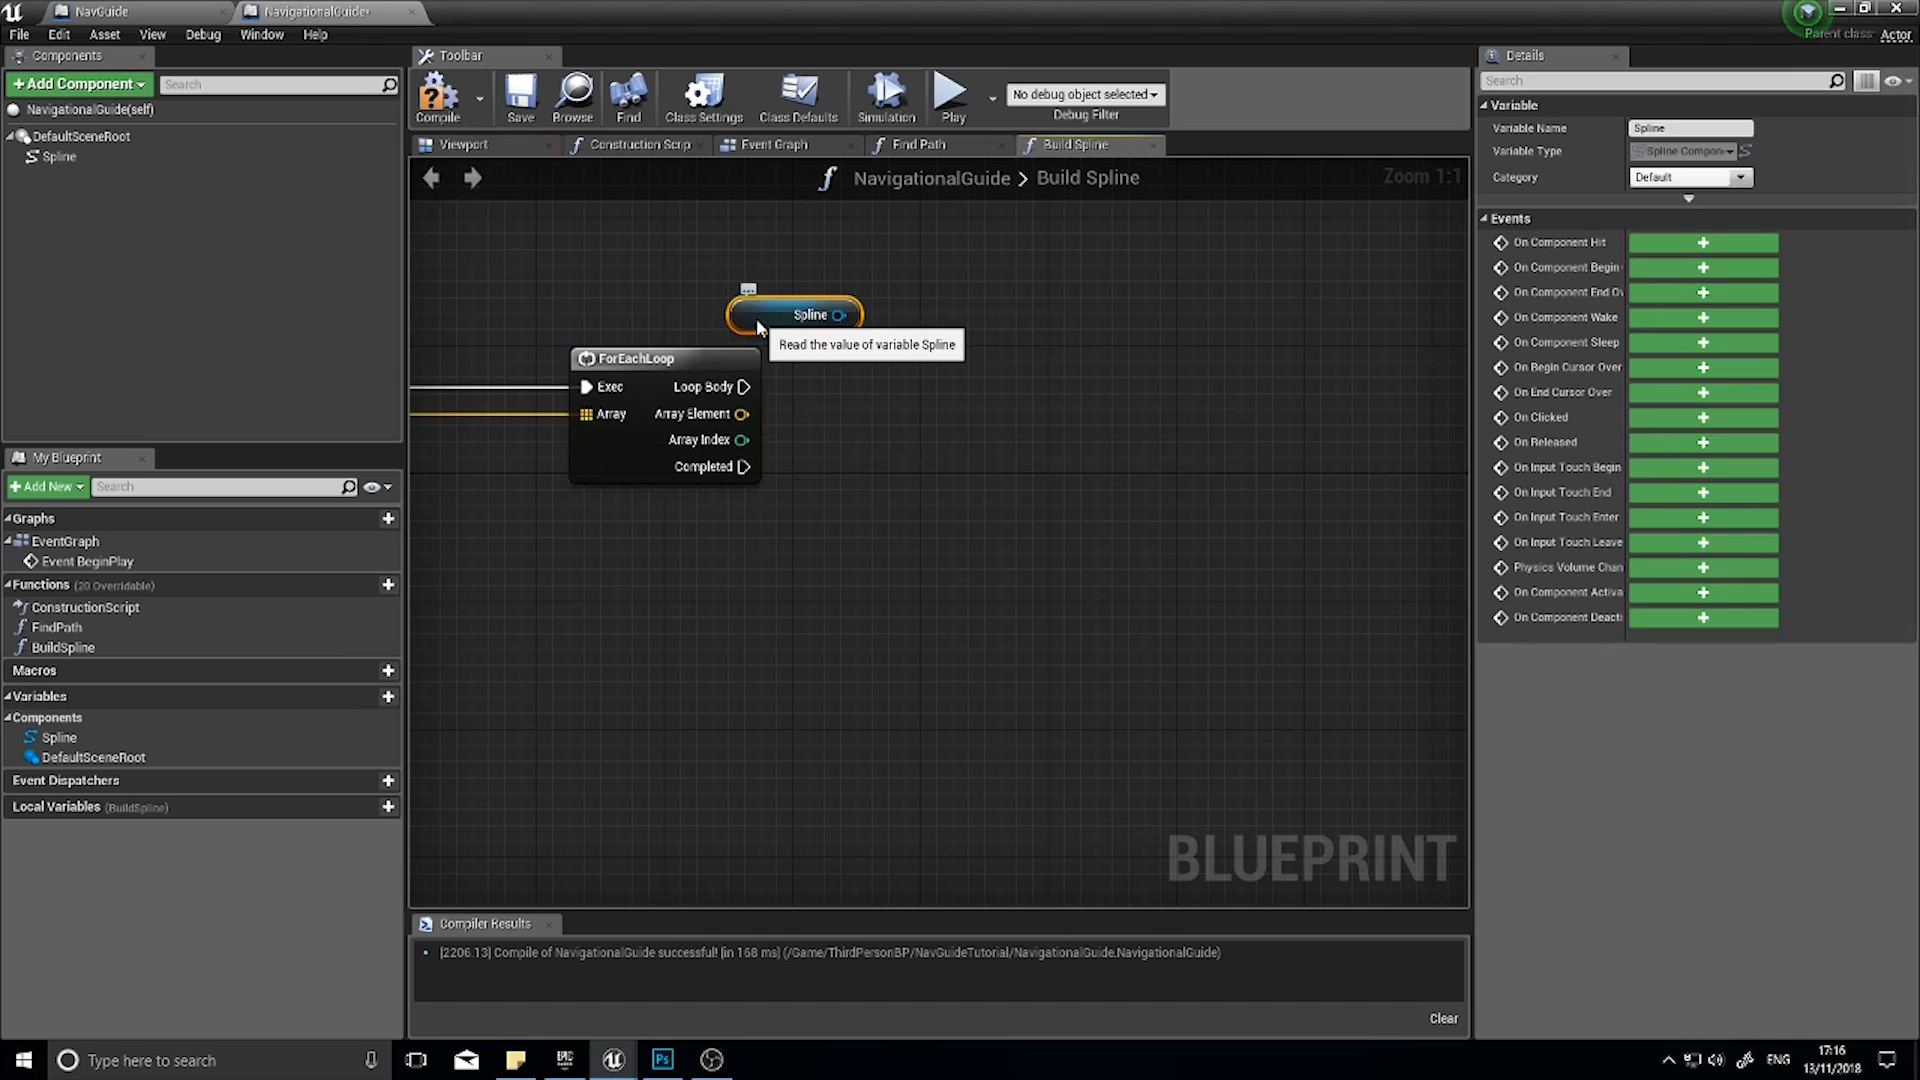 NavGuide
NavigationalGuide*
File Edit Asset View Debug Window Help
Parent class: Actor
Components
+Add Component
Search
NavigationalGuide(self)
DefaultSceneRoot
Spline
My Blueprint
+Add New
Search
Graphs
EventGraph
Event BeginPlay
Functions (20 Overridable)
ConstructionScript
FindPath
BuildSpline
Macros
Variables
Components
Spline
DefaultSceneRoot
Event Dispatchers
Local Variables (BuildSpline)
Toolbar
Compile
Save
Browse
Find
Class Settings
Class Defaults
Simulation
Play
No debug object selected
Debug Filter
Viewport
Construction Scrip
Event Graph
Find Path
Build Spline
NavigationalGuide > Build Spline
Zoom 1:1
Spline
Read the value of variable Spline
ForEachLoop
Exec Loop Body
Array Array Element
Array Index
Completed
BLUEPRINT
Compiler Results
[2206.13] Compile of NavigationalGuide successful! [in 168 ms] (/Game/ThirdPersonBP/NavGuideTutorial/NavigationalGuide.NavigationalGuide)
Clear
Details
Search
Variable
Variable Name Spline
Variable Type Spline Compon
Category Default
Events
On Component Hit
On Component Begin
On Component End Ov
On Component Wake
On Component Sleep
On Begin Cursor Over
On End Cursor Over
On Clicked
On Released
On Input Touch Begin
On Input Touch End
On Input Touch Enter
On Input Touch Leave
Physics Volume Chan
On Component Activa
On Component Deacti
Type here to search
EPIC
Ps
ENG
17:16
13/11/2018